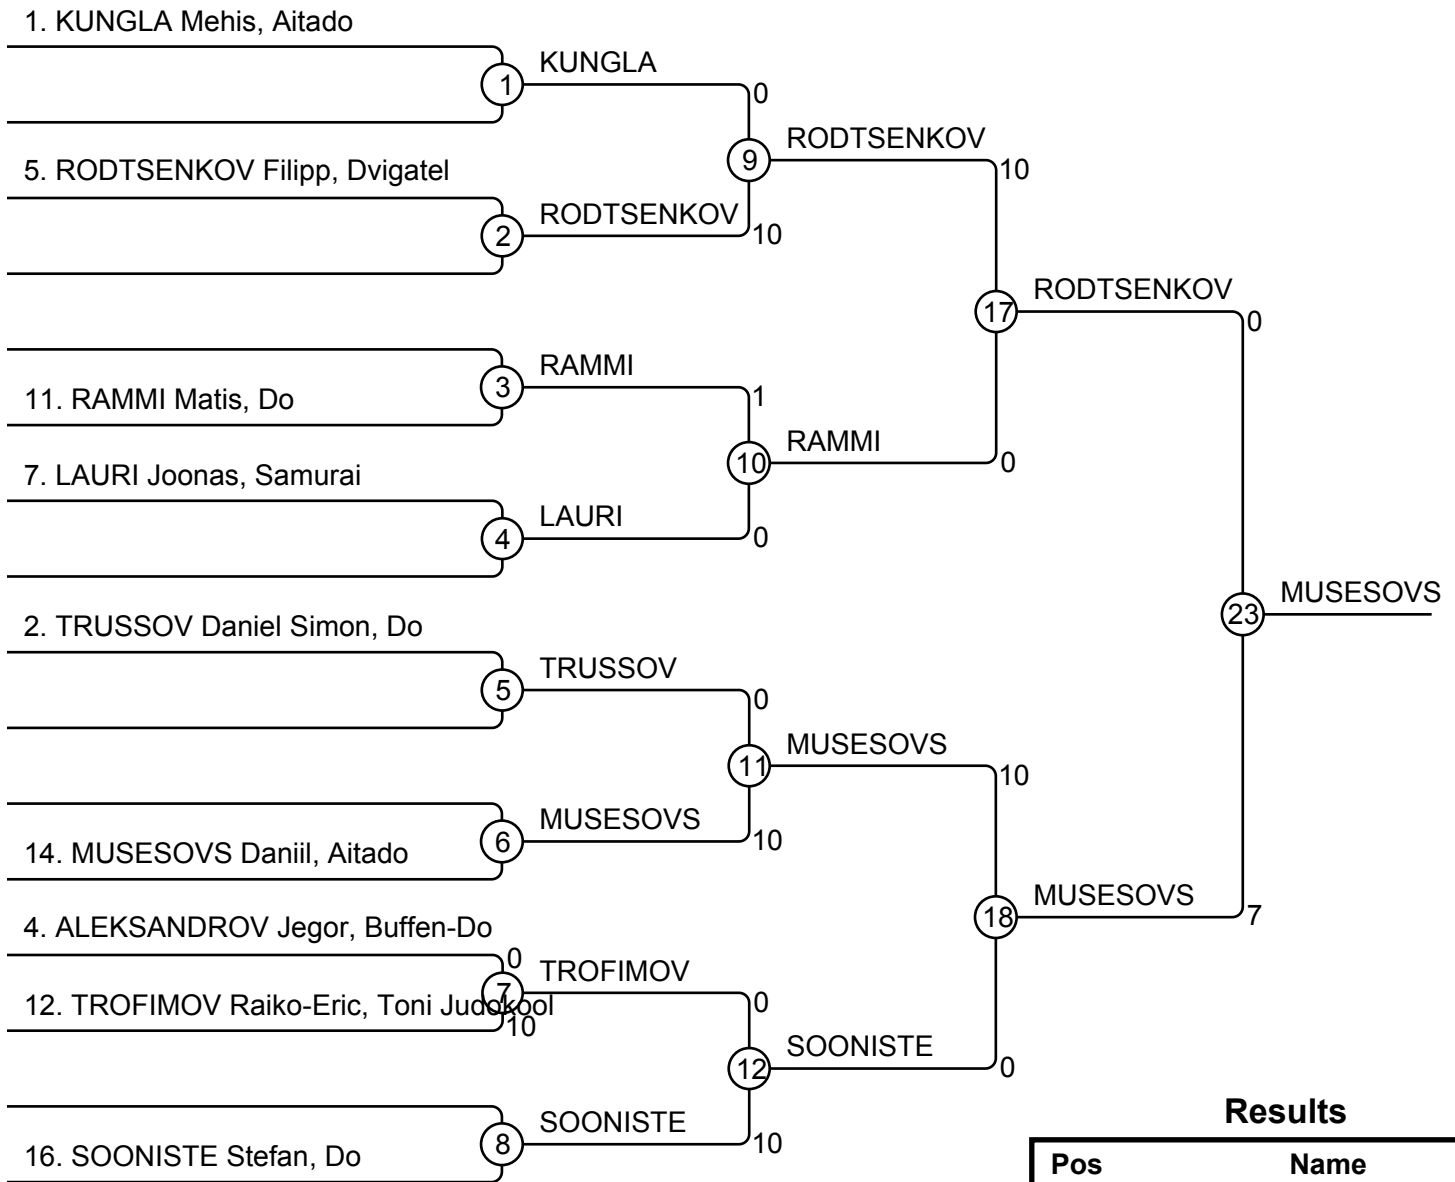 1. KUNGLA Mehis, Aitado
1
KUNGLA
0
5. RODTSENKOV Filipp, Dvigatel
2
RODTSENKOV
10
9
RODTSENKOV
10
3
RAMMI
1
11. RAMMI Matis, Do
7. LAURI Joonas, Samurai
4
LAURI
0
10
RAMMI
0
17
RODTSENKOV
0
2. TRUSSOV Daniel Simon, Do
5
TRUSSOV
0
6
MUSESOVS
10
14. MUSESOVS Daniil, Aitado
11
MUSESOVS
10
4. ALEKSANDROV Jegor, Buffen-Do
0
7
TROFIMOV
0
12. TROFIMOV Raiko-Eric, Toni Judokool
10
8
SOONISTE
10
16. SOONISTE Stefan, Do
12
SOONISTE
0
18
MUSESOVS
7
23
MUSESOVS
Results
Pos Name